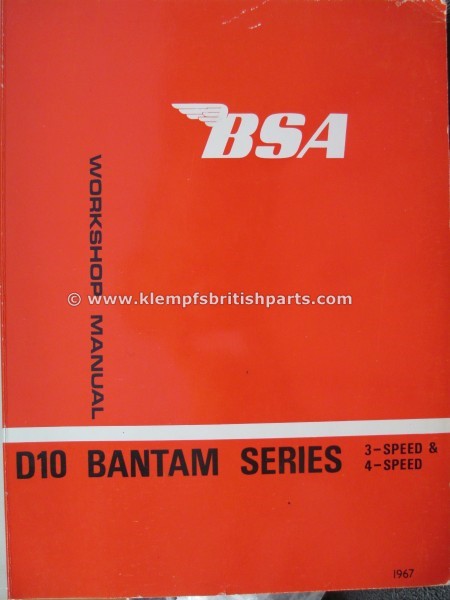 BSA
WORKSHOP MANUAL
© www.klempfsbritishparts.com
D10 BANTAM SERIES
3-SPEED &
4-SPEED
1967